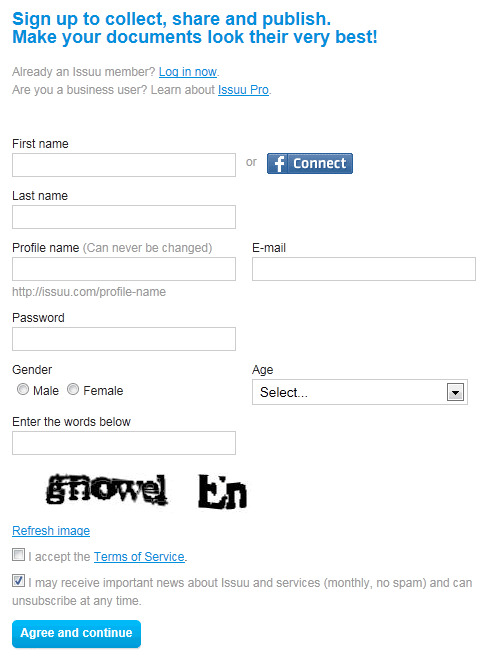 Sign up to collect, share and publish.
Make your documents look their very best!
Already an Issuu member? Log in now.
Are you a business user? Learn about Issuu Pro.
First name
or f Connect
Last name
Profile name (Can never be changed)
E-mail
http://issuu.com/profile-name
Password
Gender
Male Female
Age
Select...
Enter the words below
Refresh image
I accept the Terms of Service.
I may receive important news about Issuu and services (monthly, no spam) and can
unsubscribe at any time.
Agree and continue